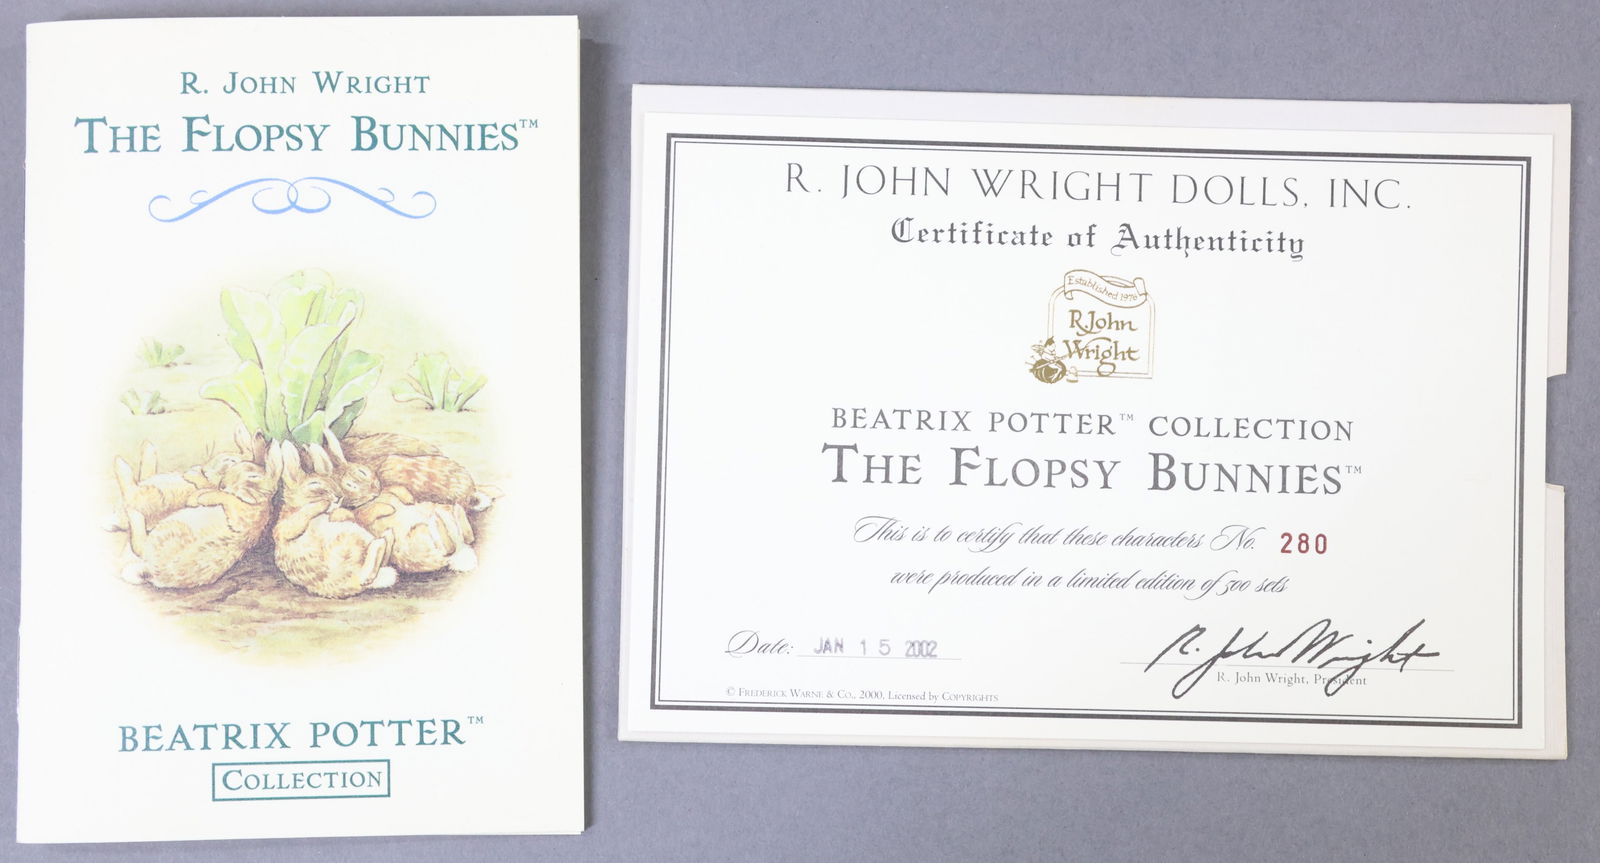 R. John Wright
The Flopsy Bunnies™
Beatrix Potter™
Collection
R. JOHN WRIGHT DOLLS, INC.
Certificate of Authenticity
Established 1976
R. John
Wright
BEATRIX POTTER™ COLLECTION
The Flopsy Bunnies™
This is to certify that these characters No. 280
were produced in a limited edition of 500 sets
Date: JAN 15 2002
R. John Wright
R. John Wright, President
© Frederick Warne & Co., 2000, Licensed by Copyrights